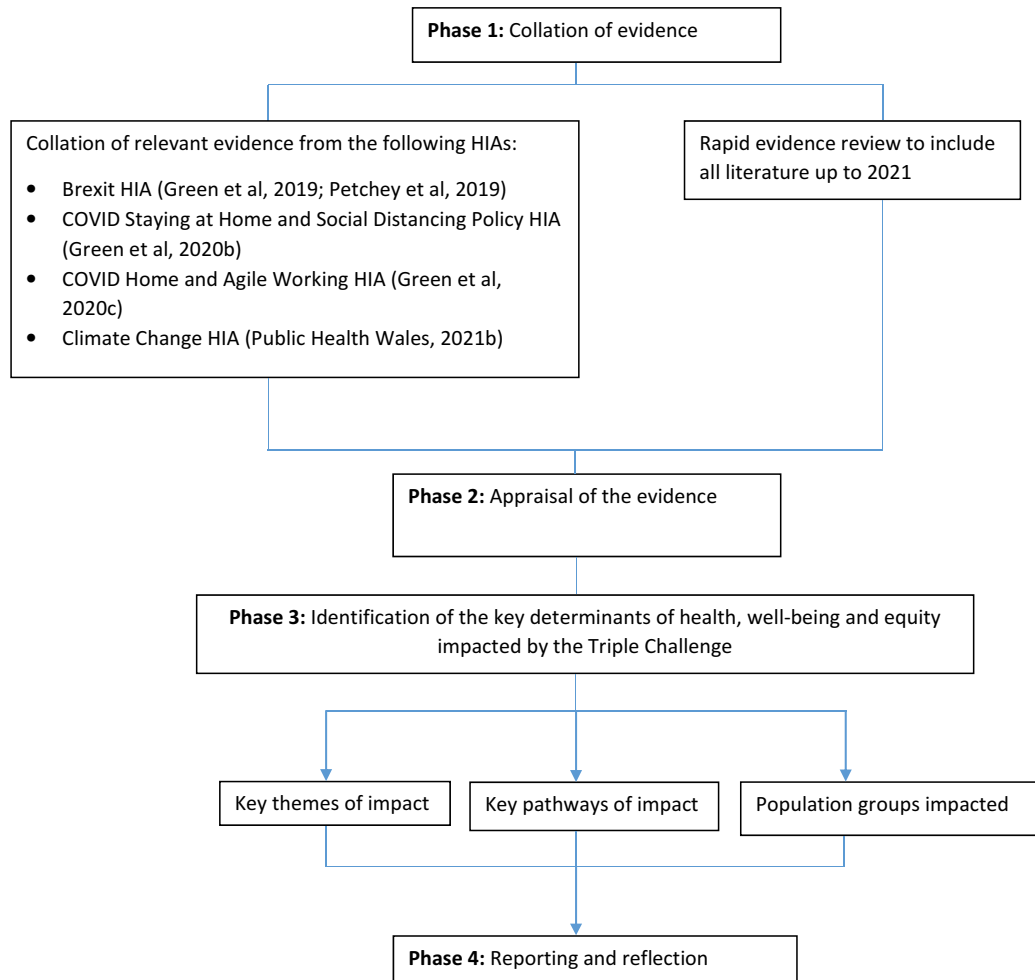 Phase 1: Collation of evidence
Collation of relevant evidence from the following HIAs:
• Brexit HIA (Green et al, 2019; Petchey et al, 2019)
• COVID Staying at Home and Social Distancing Policy HIA
(Green et al, 2020b)
• COVID Home and Agile Working HIA (Green et al,
2020c)
• Climate Change HIA (Public Health Wales, 2021b)
Rapid evidence review to include
all literature up to 2021
Phase 2: Appraisal of the evidence
Phase 3: Identification of the key determinants of health, well-being and equity
impacted by the Triple Challenge
Key themes of impact
Key pathways of impact
Population groups impacted
Phase 4: Reporting and reflection